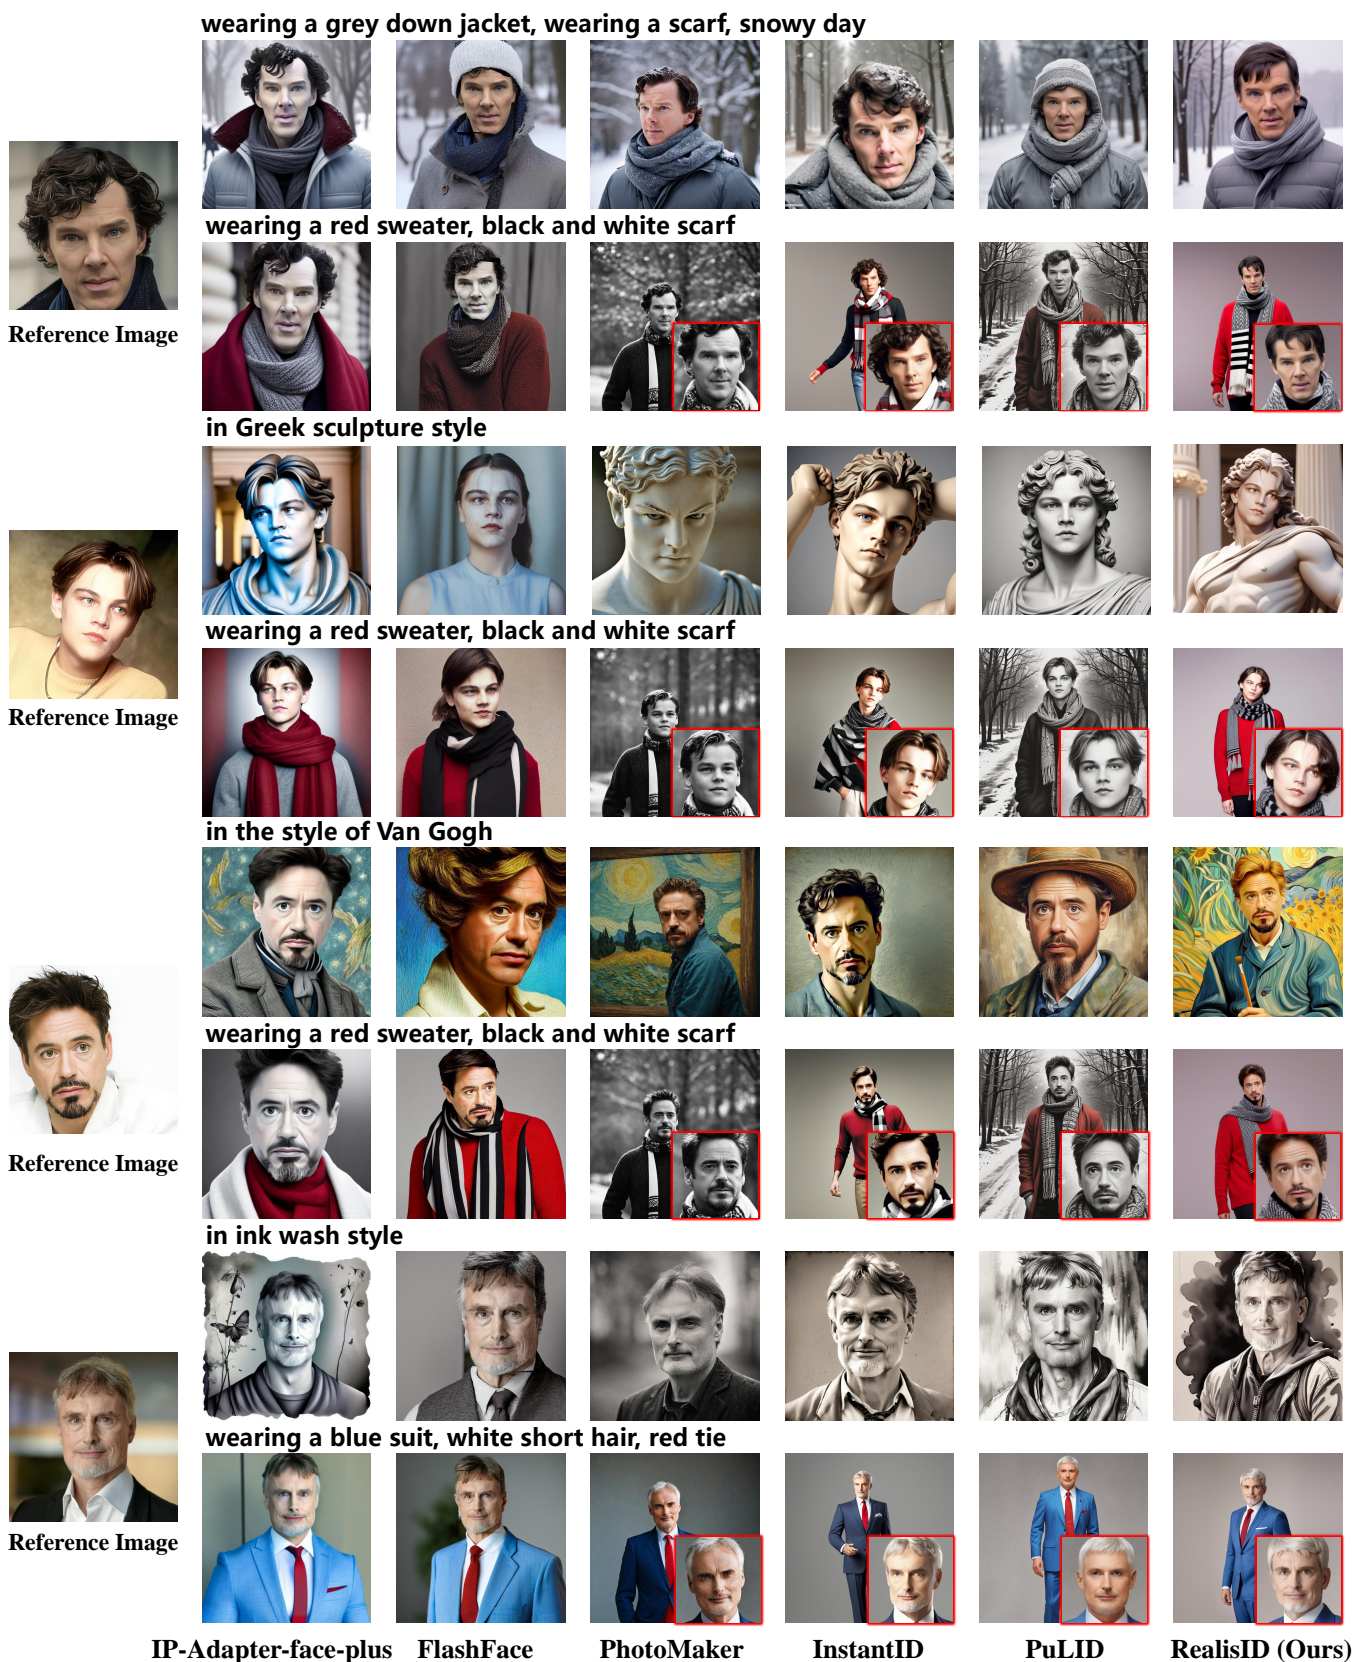 wearing a grey down jacket, wearing a scarf, snowy day
wearing a red sweater, black and white scarf
Reference Image
in Greek sculpture style
wearing a red sweater, black and white scarf
Reference Image
in the style of Van Gogh
wearing a red sweater, black and white scarf
Reference Image
in ink wash style
wearing a blue suit, white short hair, red tie
Reference Image
IP-Adapter-face-plus FlashFace PhotoMaker InstantID PuLID RealisID (Ours)